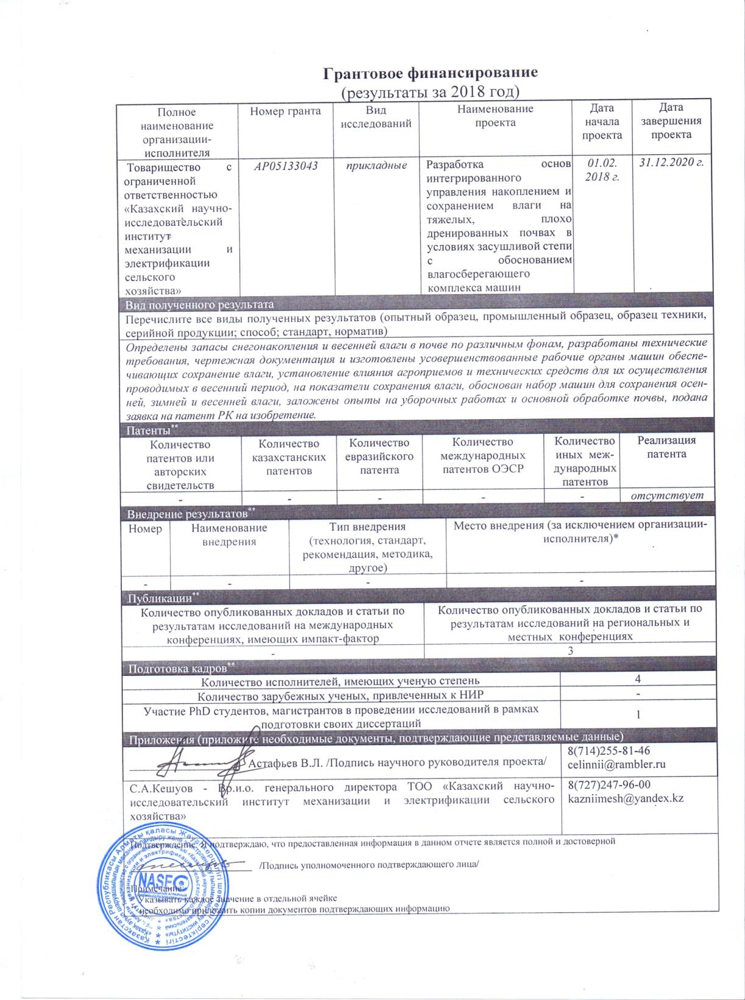 Грантовое финансирование
(результаты за 2018 год)
Полное
наименование
организации-
исполнителя
Номер гранта
Вид
исследований
Наименование
проекта
Дата
начала
проекта
Дата
завершения
проекта
Товарищество с
ограниченной
ответственностью
«Казахский научно-
исследовательский
институт
механизации и
электрификации
сельского
хозяйства»
АР05133043
прикладные
Разработка основ
интегрированного
управления накоплением и
сохранением влаги на
тяжелых, плохо
дренированных почвах в
условиях засушливой степи
с обоснованием
влагосберегающего
комплекса машин
01.02.
2018 г.
31.12.2020 г.
Вид полученного результата
Перечислите все виды полученных результатов (опытный образец, промышленный образец, образец техники,
серийной продукции; способ; стандарт, норматив)
Определены запасы снегонакопления и весенней влаги в почве по различным фонам, разработаны технические
требования, чертежная документация и изготовлены усовершенствованные рабочие органы машин обеспе-
чивающих сохранение влаги, установление влияния агроприемов и технических средств для их осуществления
проводимых в весенний период, на показатели сохранения влаги, обоснован набор машин для сохранения осен-
ней, зимней и весенней влаги, заложены опыты на уборочных работах и основной обработке почвы, подана
заявка на патент РК на изобретение.
Патенты**
Количество
патентов или
авторских
свидетельств
Количество
казахстанских
патентов
Количество
евразийского
патента
Количество
международных
патентов ОЭСР
Количество
иных меж-
дународных
патентов
Реализация
патента
- - - - - отсутствует
Внедрение результатов**
Номер
Наименование
внедрения
Тип внедрения
(технология, стандарт,
рекомендация, методика,
другое)
Место внедрения (за исключением организации-
исполнителя)*
- - - -
Публикации**
Количество опубликованных докладов и статьи по
результатам исследований на международных
конференциях, имеющих импакт-фактор
Количество опубликованных докладов и статьи по
результатам исследований на региональных и
местных конференциях
- 3
Подготовка кадров**
Количество исполнителей, имеющих ученую степень 4
Количество зарубежных ученых, привлеченных к НИР -
Участие PhD студентов, магистрантов в проведении исследований в рамках
подготовки своих диссертаций
1
Приложения (приложите необходимые документы, подтверждающие представляемые данные)
Астафьев В.Л. /Подпись научного руководителя проекта/
8(714)255-81-46
celinnii@rambler.ru
С.А.Кешуов - Вр.и.о. генерального директора ТОО «Казахский научно-
исследовательский институт механизации и электрификации сельского
хозяйства»
8(727)247-96-00
kazniimesh@yandex.kz
Подтверждение: Я подтверждаю, что предоставленная информация в данном отчете является полной и достоверной
/Подпись уполномоченного подтверждающего лица/
Примечание:
* Указывать каждое значение в отдельной ячейке
необходимо приложить копии документов подтверждающих информацию
NASEC
Қазақстан Республикасы Алматы қаласы Жауапкершілігі шектеулі серіктестігі